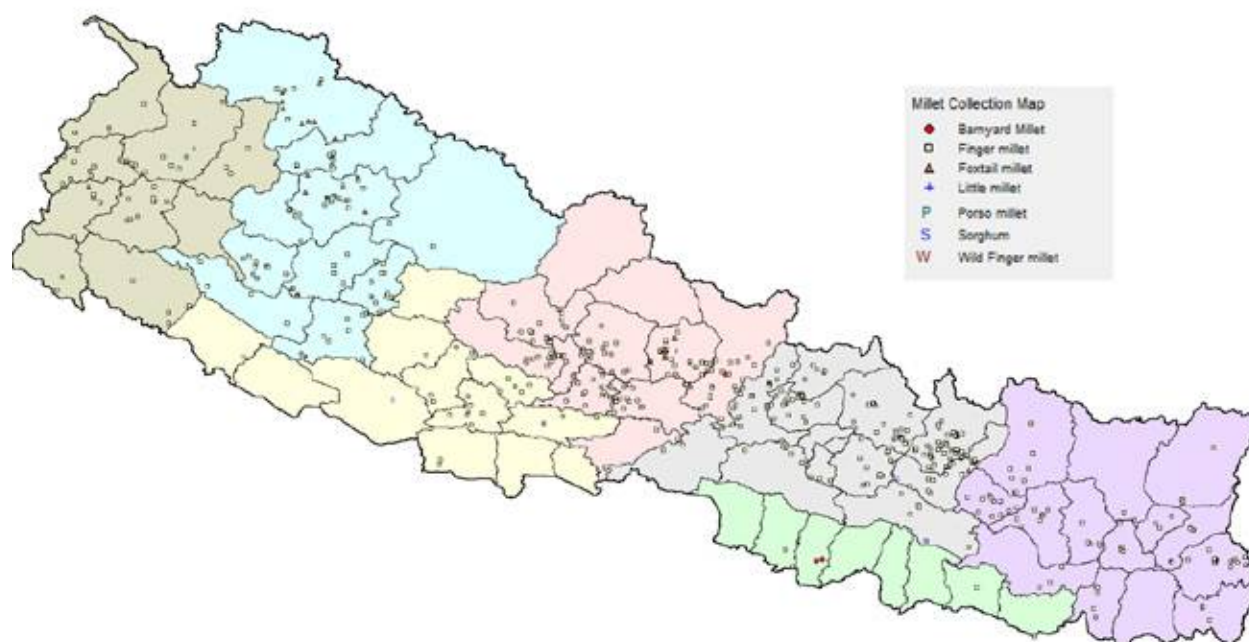 Millet Collection Map
Barnyard Millet
Finger millet
Foxtail millet
Little millet
P Porso millet
S Sorghum
W Wild Finger millet